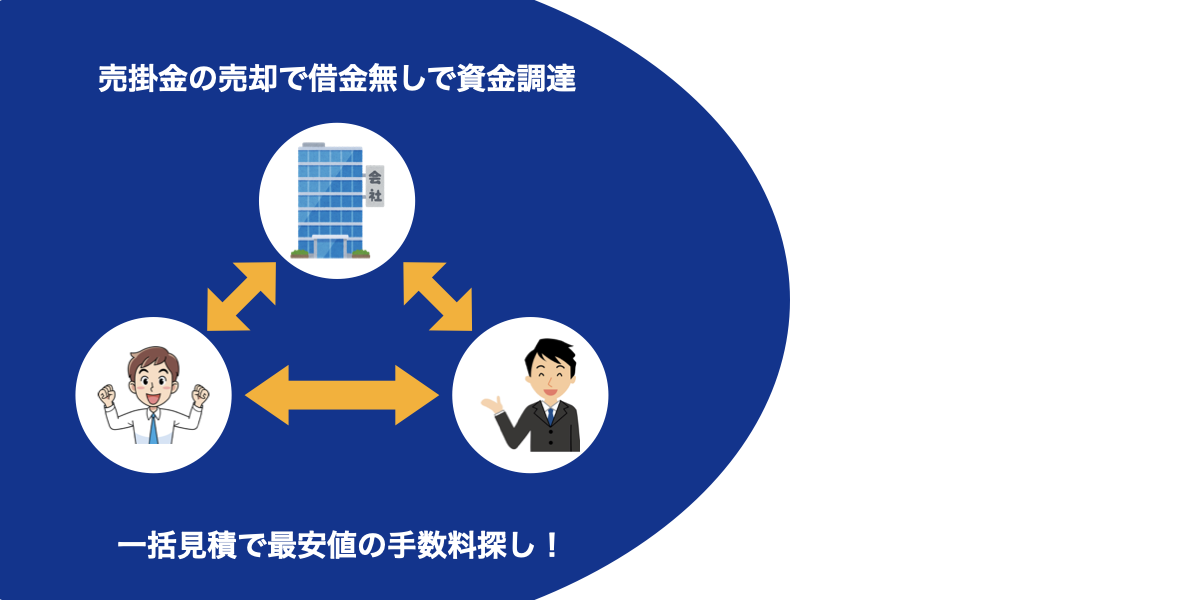 売掛金の売却で借金無しで資金調達
会社
一括見積で最安値の手数料探し！